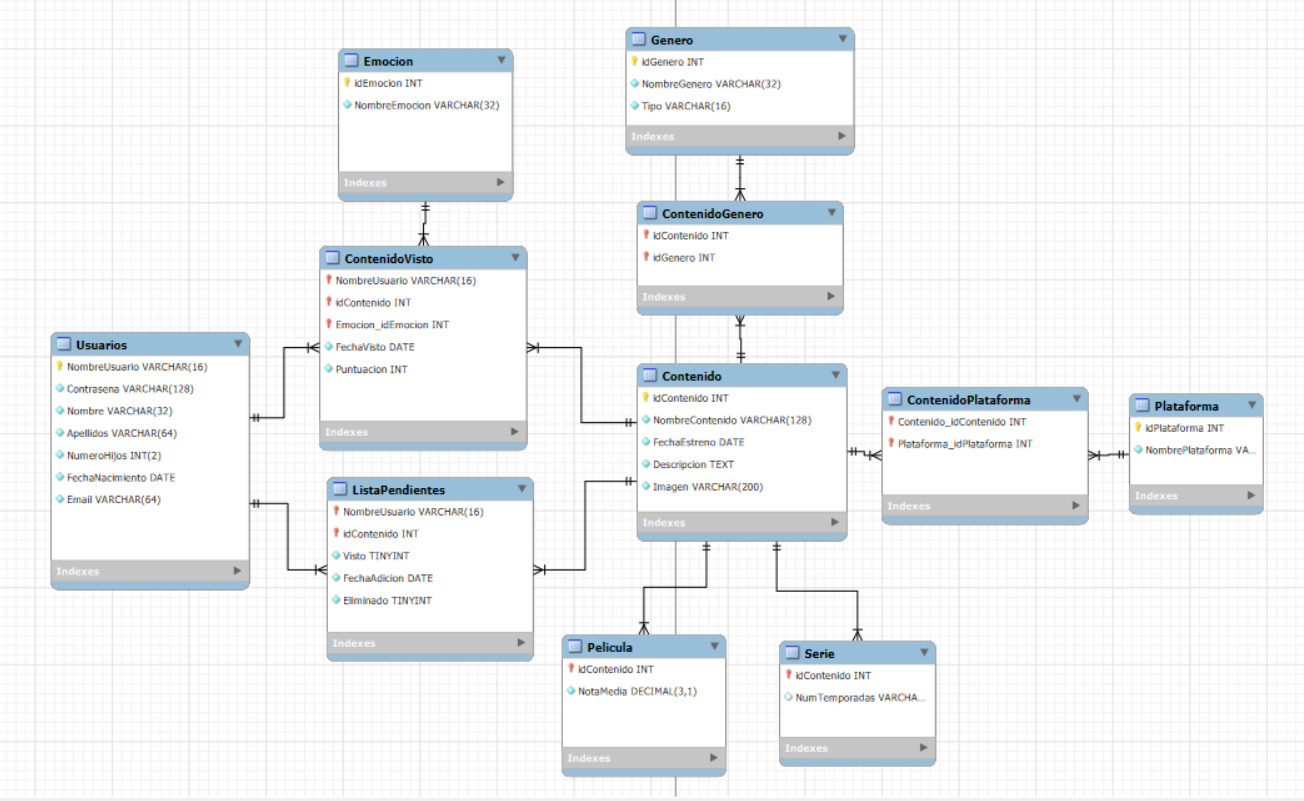 Emocion
idEmocion INT
NombreEmocion VARCHAR(32)
Indexes
Genero
idGenero INT
NombreGenero VARCHAR(32)
Tipo VARCHAR(16)
Indexes
ContenidoGenero
idContenido INT
idGenero INT
Indexes
ContenidoVisto
NombreUsuario VARCHAR(16)
idContenido INT
Emocion_idEmocion INT
FechaVisto DATE
Puntuacion INT
Indexes
Usuarios
NombreUsuario VARCHAR(16)
Contrasena VARCHAR(128)
Nombre VARCHAR(32)
Apellidos VARCHAR(64)
NumeroHijos INT(2)
FechaNacimiento DATE
Email VARCHAR(64)
Indexes
Contenido
idContenido INT
NombreContenido VARCHAR(128)
FechaEstreno DATE
Descripcion TEXT
Imagen VARCHAR(200)
Indexes
ContenidoPlataforma
Contenido_idContenido INT
Plataforma_idPlataforma INT
Indexes
Plataforma
idPlataforma INT
NombrePlataforma VA...
Indexes
ListaPendientes
NombreUsuario VARCHAR(16)
idContenido INT
Visto TINYINT
FechaAdicion DATE
Eliminado TINYINT
Indexes
Pelicula
idContenido INT
NotaMedia DECIMAL(3,1)
Indexes
Serie
idContenido INT
NumTemporadas VARCHA...
Indexes